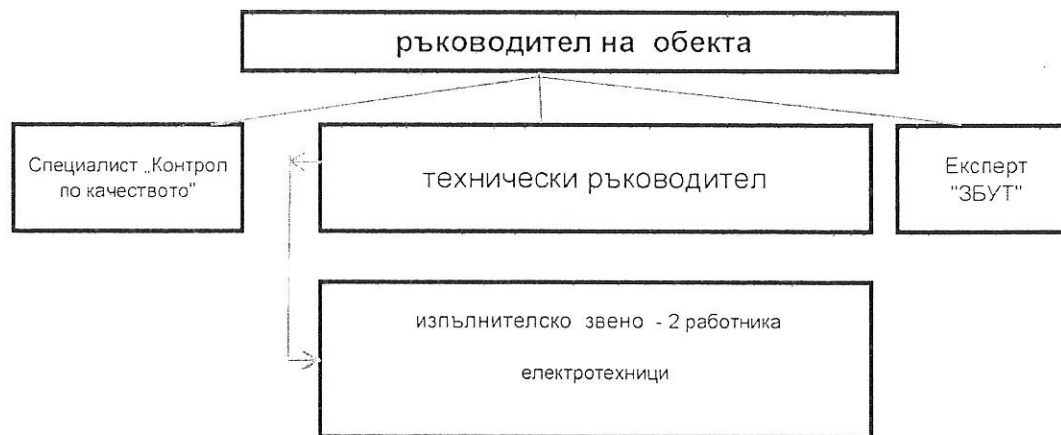 ръководител на обекта
Специалист „Контрол
по качеството"
технически ръководител
Експерт
"ЗБУТ"
изпълнителско звено - 2 работника
електротехници